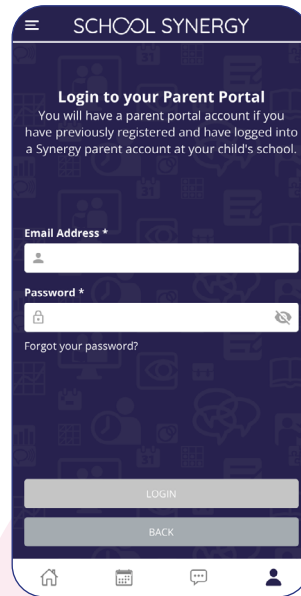 SCHOOL SYNERGY
Login to your Parent Portal
You will have a parent portal account if you
have previously registered and have logged into
a Synergy parent account at your child's school.
Email Address *
Password *
Forgot your password?
LOGIN
BACK